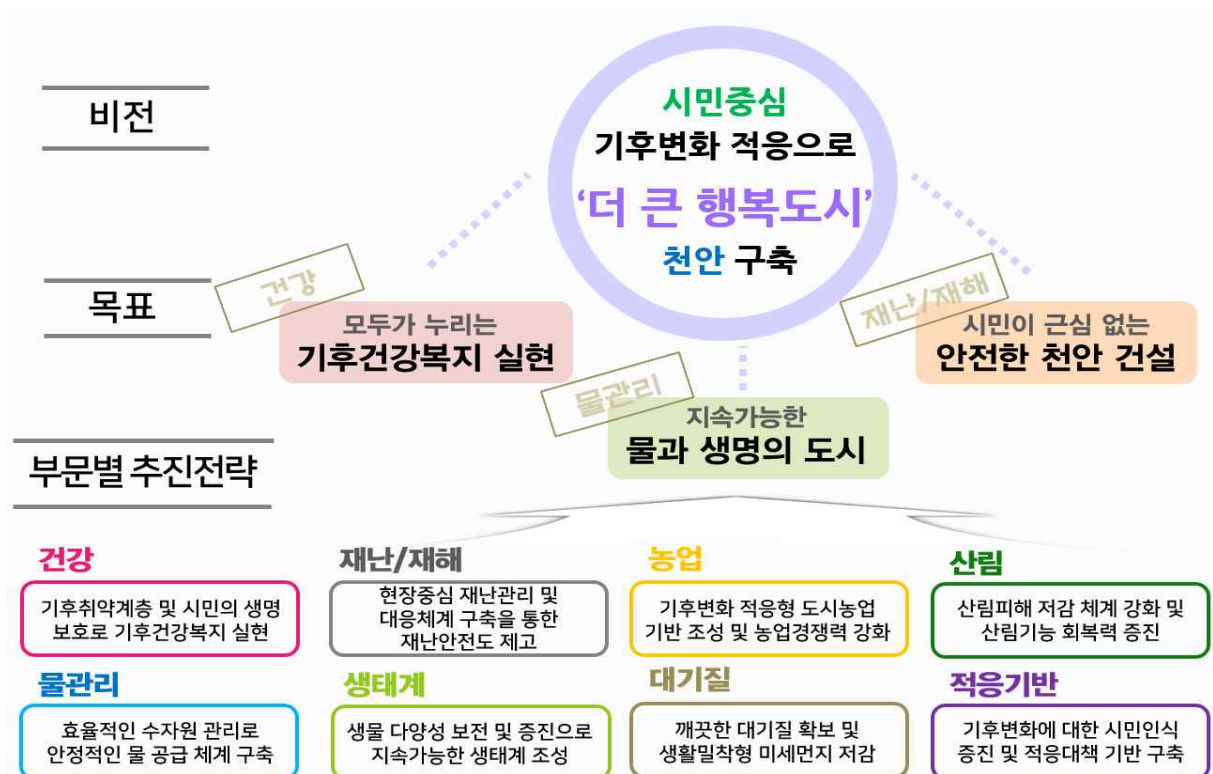 비전
시민중심
기후변화 적응으로
‘더 큰 행복도시’
천안 구축
목표
건강
모두가 누리는
기후건강복지 실현
물관리
지속가능한
물과 생명의 도시
재난/재해
시민이 근심 없는
안전한 천안 건설
부문별 추진전략
건강
기후취약계층 및 시민의 생명
보호로 기후건강복지 실현
재난/재해
현장중심 재난관리 및
대응체계 구축을 통한
재난안전도 제고
농업
기후변화 적응형 도시농업
기반 조성 및 농업경쟁력 강화
산림
산림피해 저감 체계 강화 및
산림기능 회복력 증진
물관리
효율적인 수자원 관리로
안정적인 물 공급 체계 구축
생태계
생물 다양성 보전 및 증진으로
지속가능한 생태계 조성
대기질
깨끗한 대기질 확보 및
생활밀착형 미세먼지 저감
적응기반
기후변화에 대한 시민인식
증진 및 적응대책 기반 구축